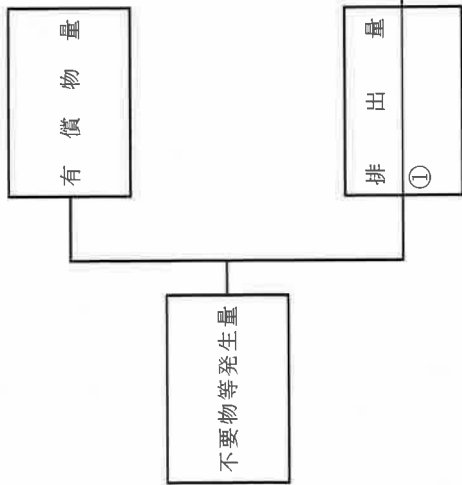 有償物量
不要物等発生量
排出量
①